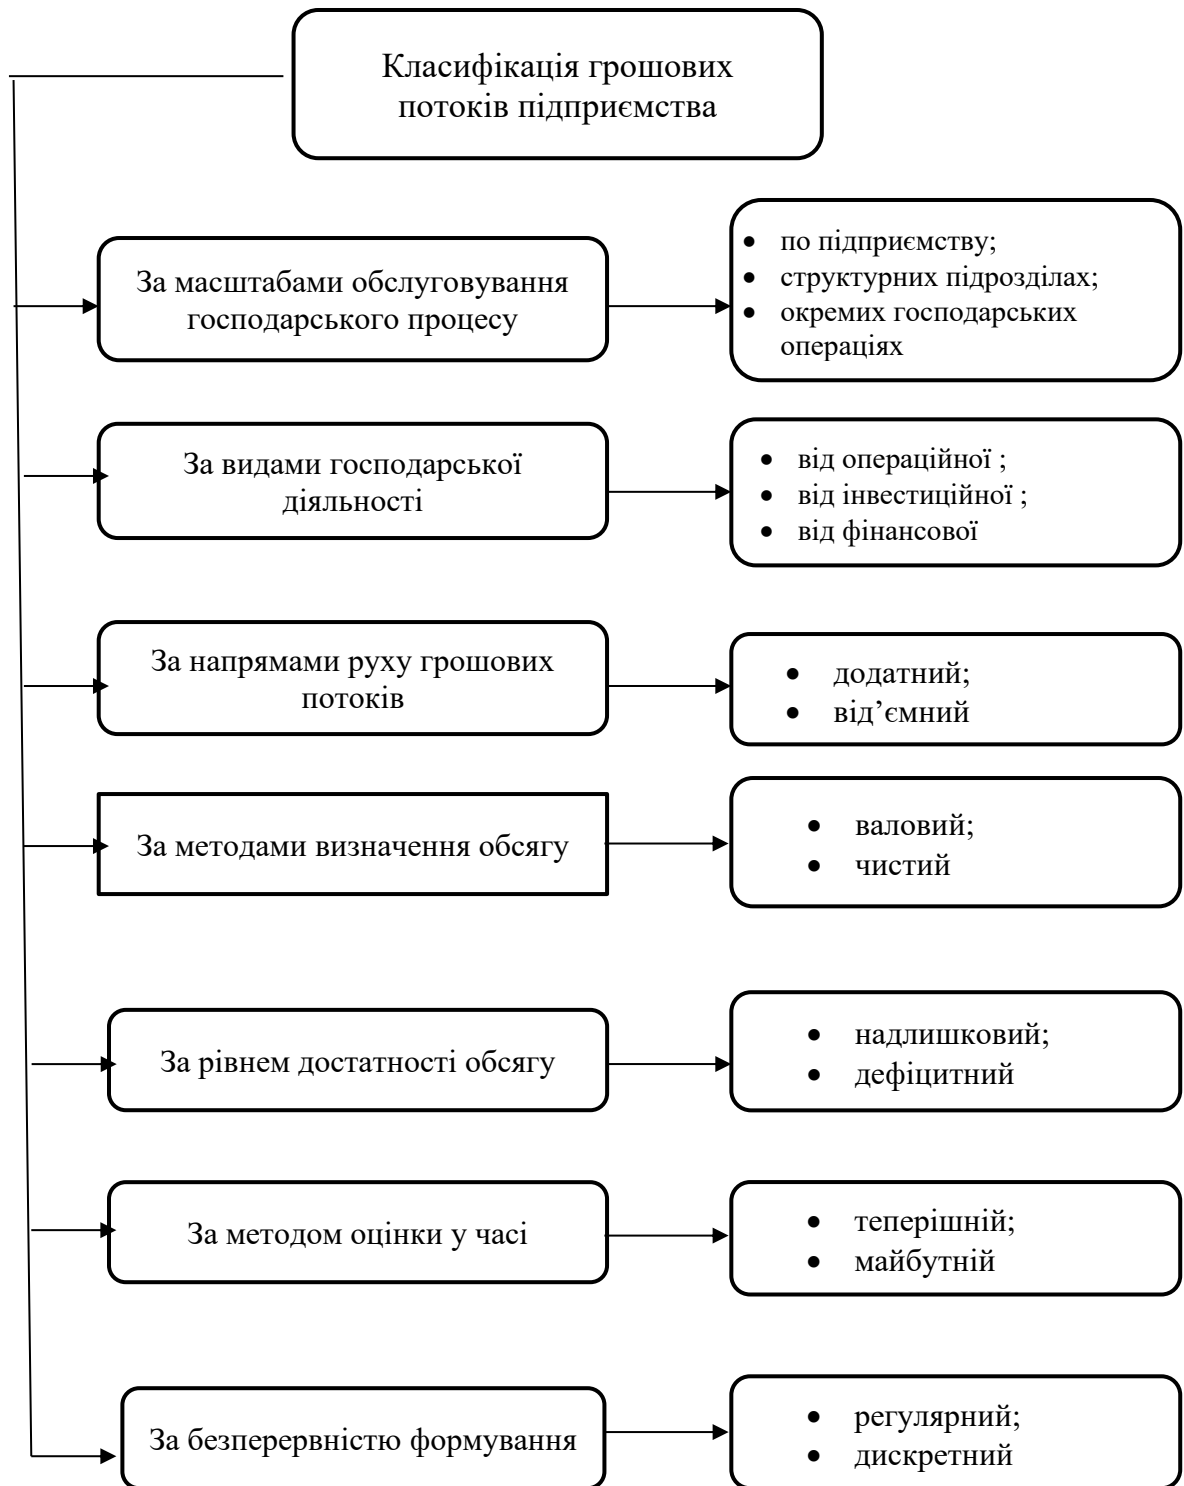 Класифікація грошових
потоків підприємства
За масштабами обслуговування
господарського процесу
• по підприємству;
• структурних підрозділах;
• окремих господарських
операціях
За видами господарської
діяльності
• від операційної ;
• від інвестиційної ;
• від фінансової
За напрямами руху грошових
потоків
• додатний;
• від’ємний
За методами визначення обсягу
• валовий;
• чистий
За рівнем достатності обсягу
• надлишковий;
• дефіцитний
За методом оцінки у часі
• теперішній;
• майбутній
За безперервністю формування
• регулярний;
• дискретний